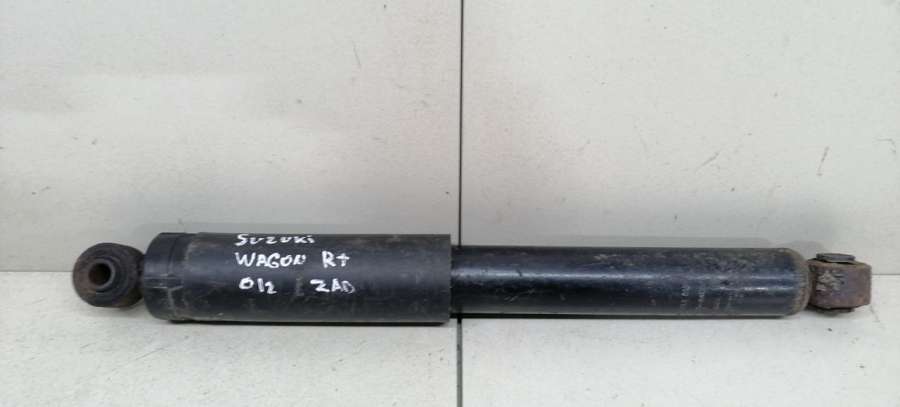 SUZUKI
WAGON R+
012 ZAD